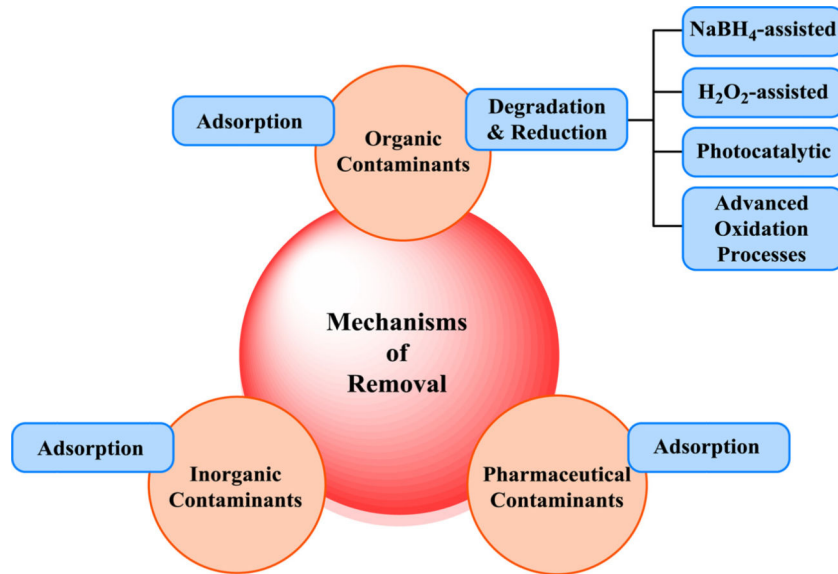 NaBH₄-assisted
H₂O₂-assisted
Photocatalytic
Advanced
Oxidation
Processes
Degradation
& Reduction
Adsorption
Organic
Contaminants
Mechanisms
of
Removal
Adsorption
Inorganic
Contaminants
Adsorption
Pharmaceutical
Contaminants